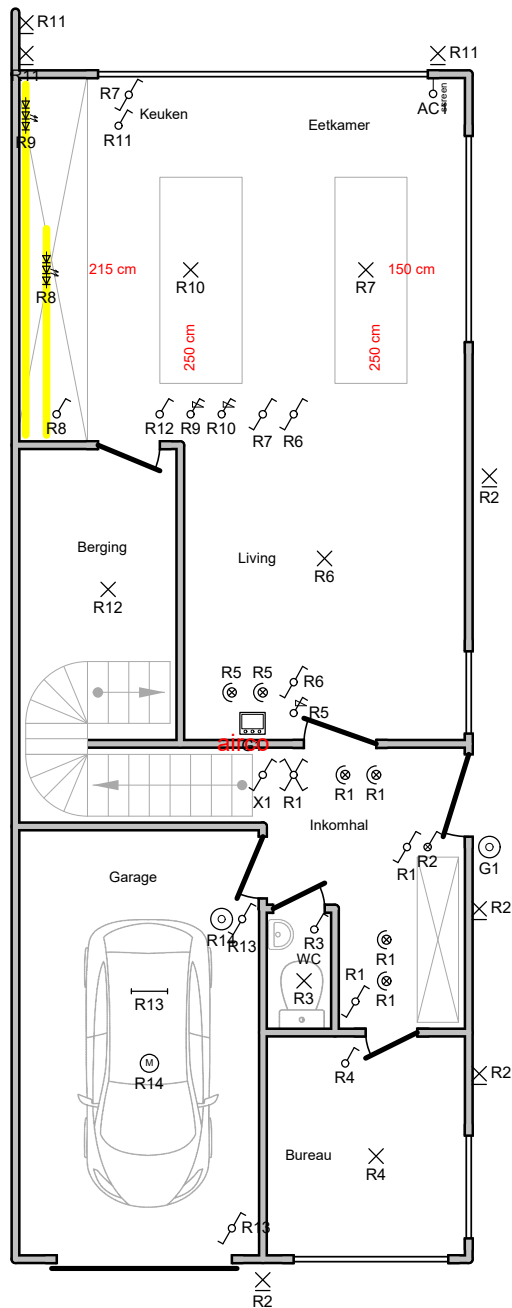 R11
R11
R11
R7
Keuken
R11
Eetkamer
AC
screen
R9
215 cm
150 cm
R10
R7
R8
250 cm
250 cm
R8
R12
R9
R10
R7
R6
R2
Berging
Living
R6
R12
R5
R5
R6
R5
airco
X1
R1
R1
R1
Inkomhal
R1
R2
G1
Garage
R2
R14
R13
R3
WC
R1
R1
R3
R1
R13
M
R14
R4
R2
Bureau
R4
R13
R2